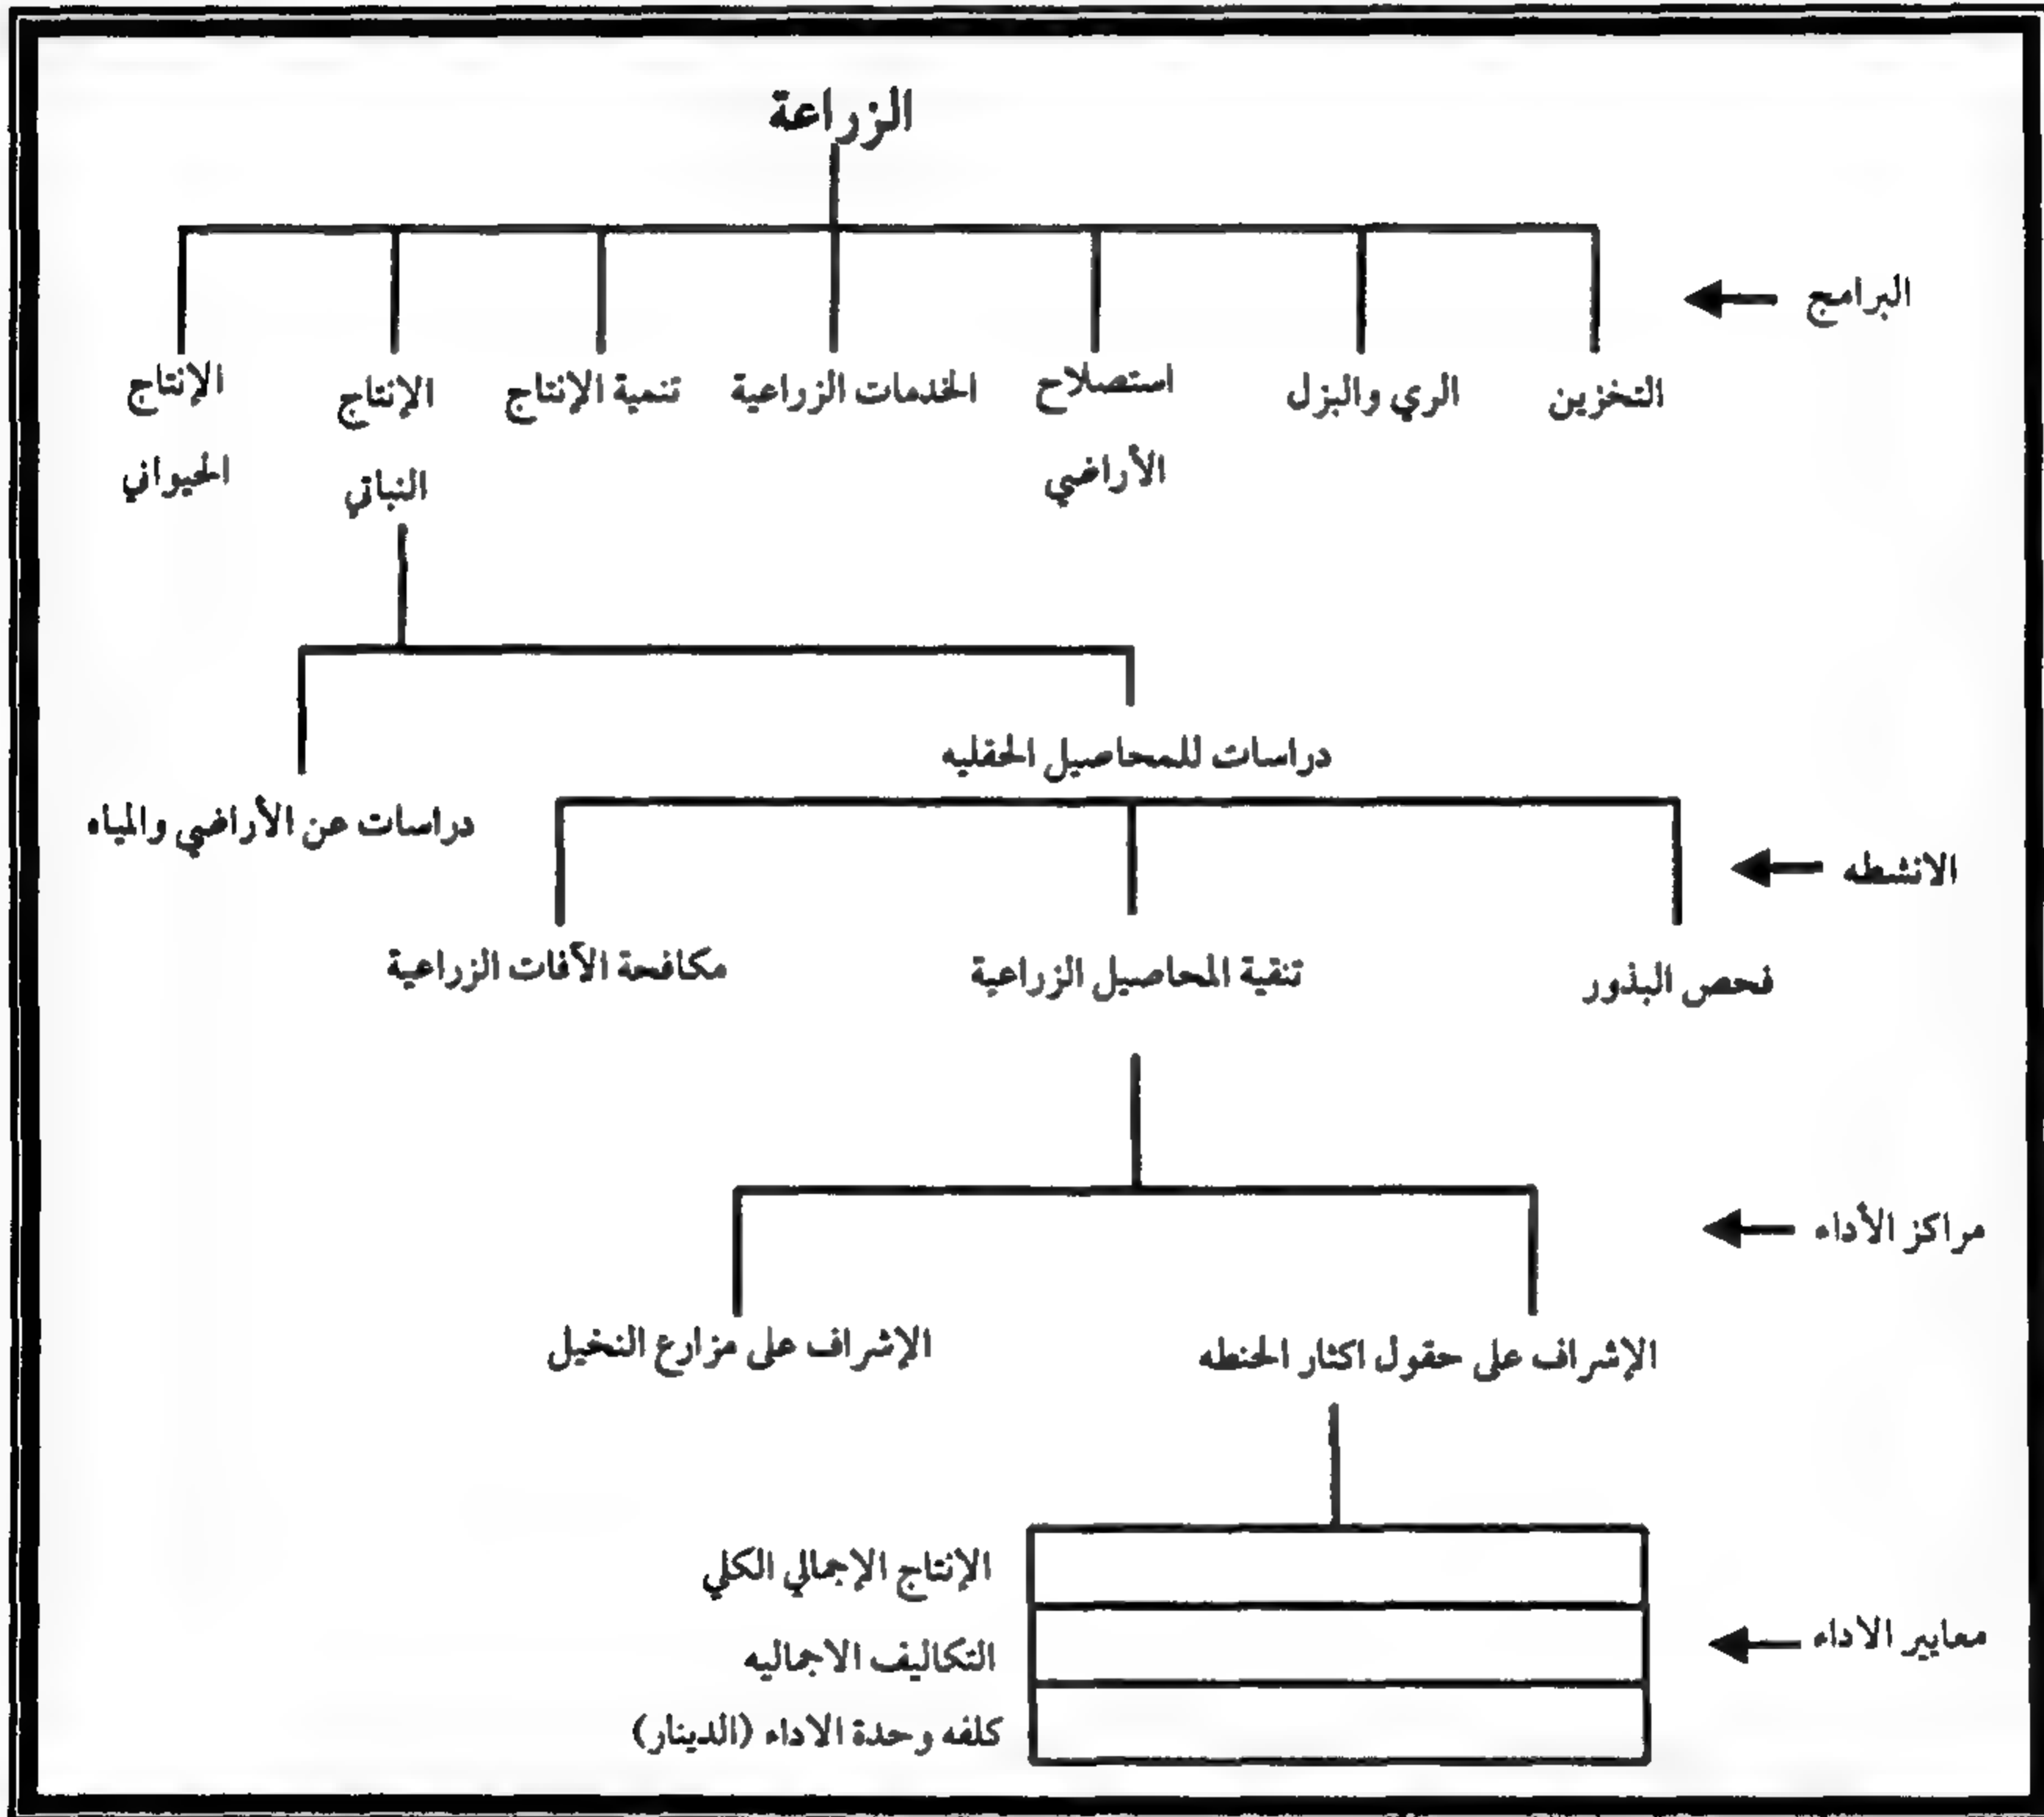 الزراعة
البرامج
التخزين
الري والبزل
استصلاح
الأراضي
الخدمات الزراعية
تنمية الإنتاج
الإنتاج
النباتي
الإنتاج
الحيواني
دراسات للمحاصيل الحقليه
دراسات عن الأراضي والمياه
الانشطه
فحص البذور
تنقية المحاصيل الزراعية
مكافحة الآفات الزراعية
مراكز الأداء
الإشراف على حقول اكثار الحنطه
الإشراف على مزارع النخيل
معايير الاداء
الإنتاج الإجمالي الكلي
التكاليف الاجماليه
كلفه وحدة الاداء (الدينار)